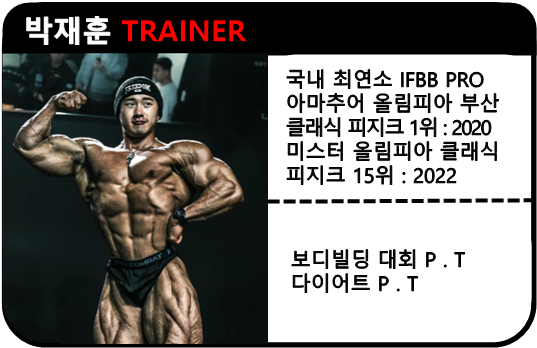 박재훈 TRAINER
국내 최연소 IFBB PRO
아마추어 올림피아 부산
클래식 피지크 1위 : 2020
미스터 올림피아 클래식
피지크 15위 : 2022
보디빌딩 대회 P . T
다이어트 P . T